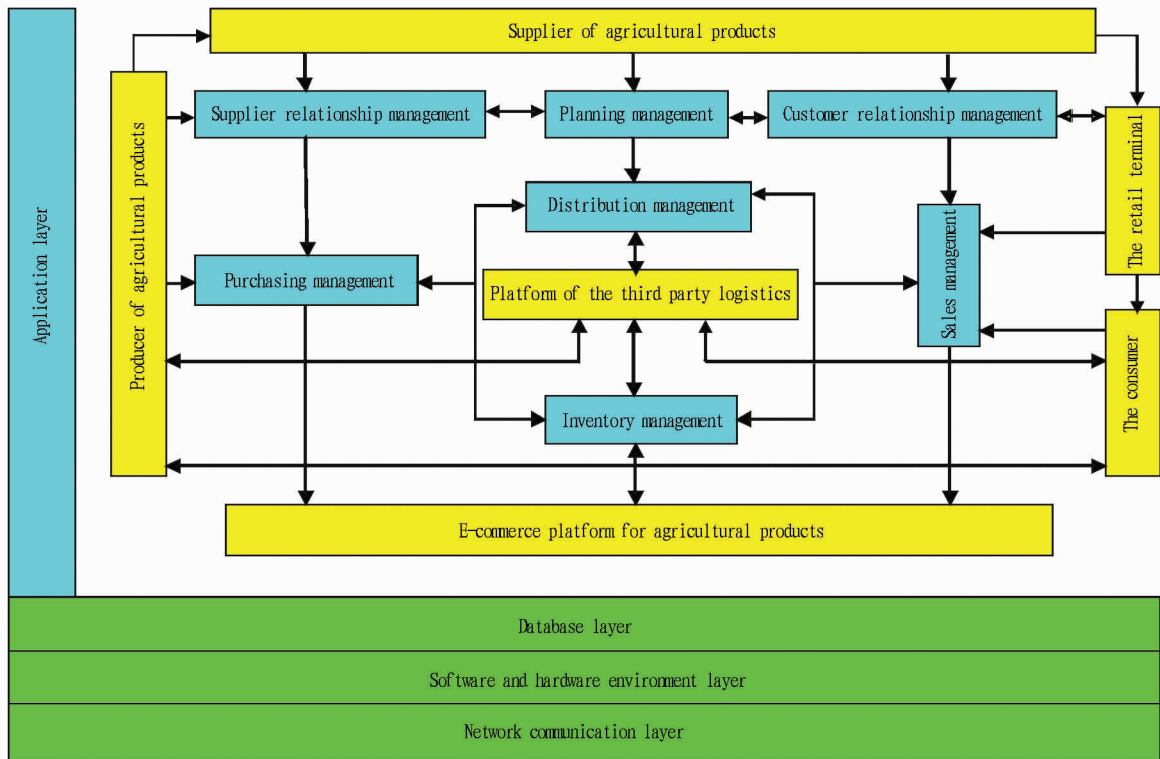 Supplier of agricultural products
Supplier relationship management
Planning management
Customer relationship management
Application layer
Producer of agricultural products
The retail terminal
Distribution management
Sales management
Purchasing management
Platform of the third party logistics
The consumer
Inventory management
E-commerce platform for agricultural products
Database layer
Software and hardware environment layer
Network communication layer